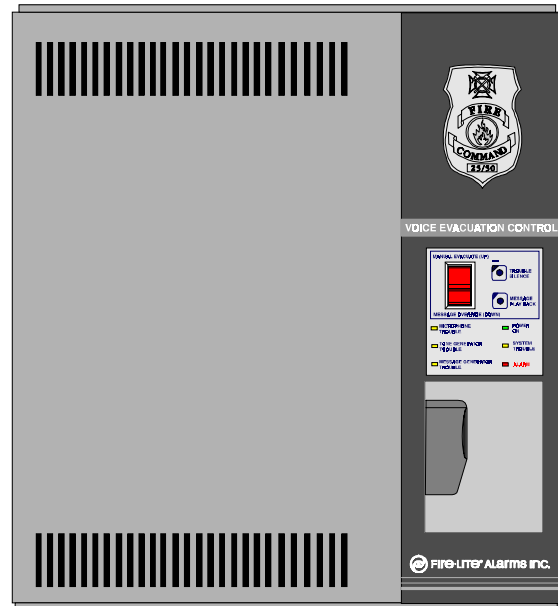 FIRE
COMMAND
25/50
VOICE EVACUATION CONTROL
MANUAL EVACUATE (UP)
TROUBLE
SILENCE
MESSAGE
PLAY BACK
MESSAGE OVERRIDE (DOWN)
MICROPHONE
TROUBLE
POWER
ON
TONE GENERATOR
TROUBLE
SYSTEM
TROUBLE
MESSAGE GENERATOR
TROUBLE
ALARM
FIRE•LITE® ALARMS INC.